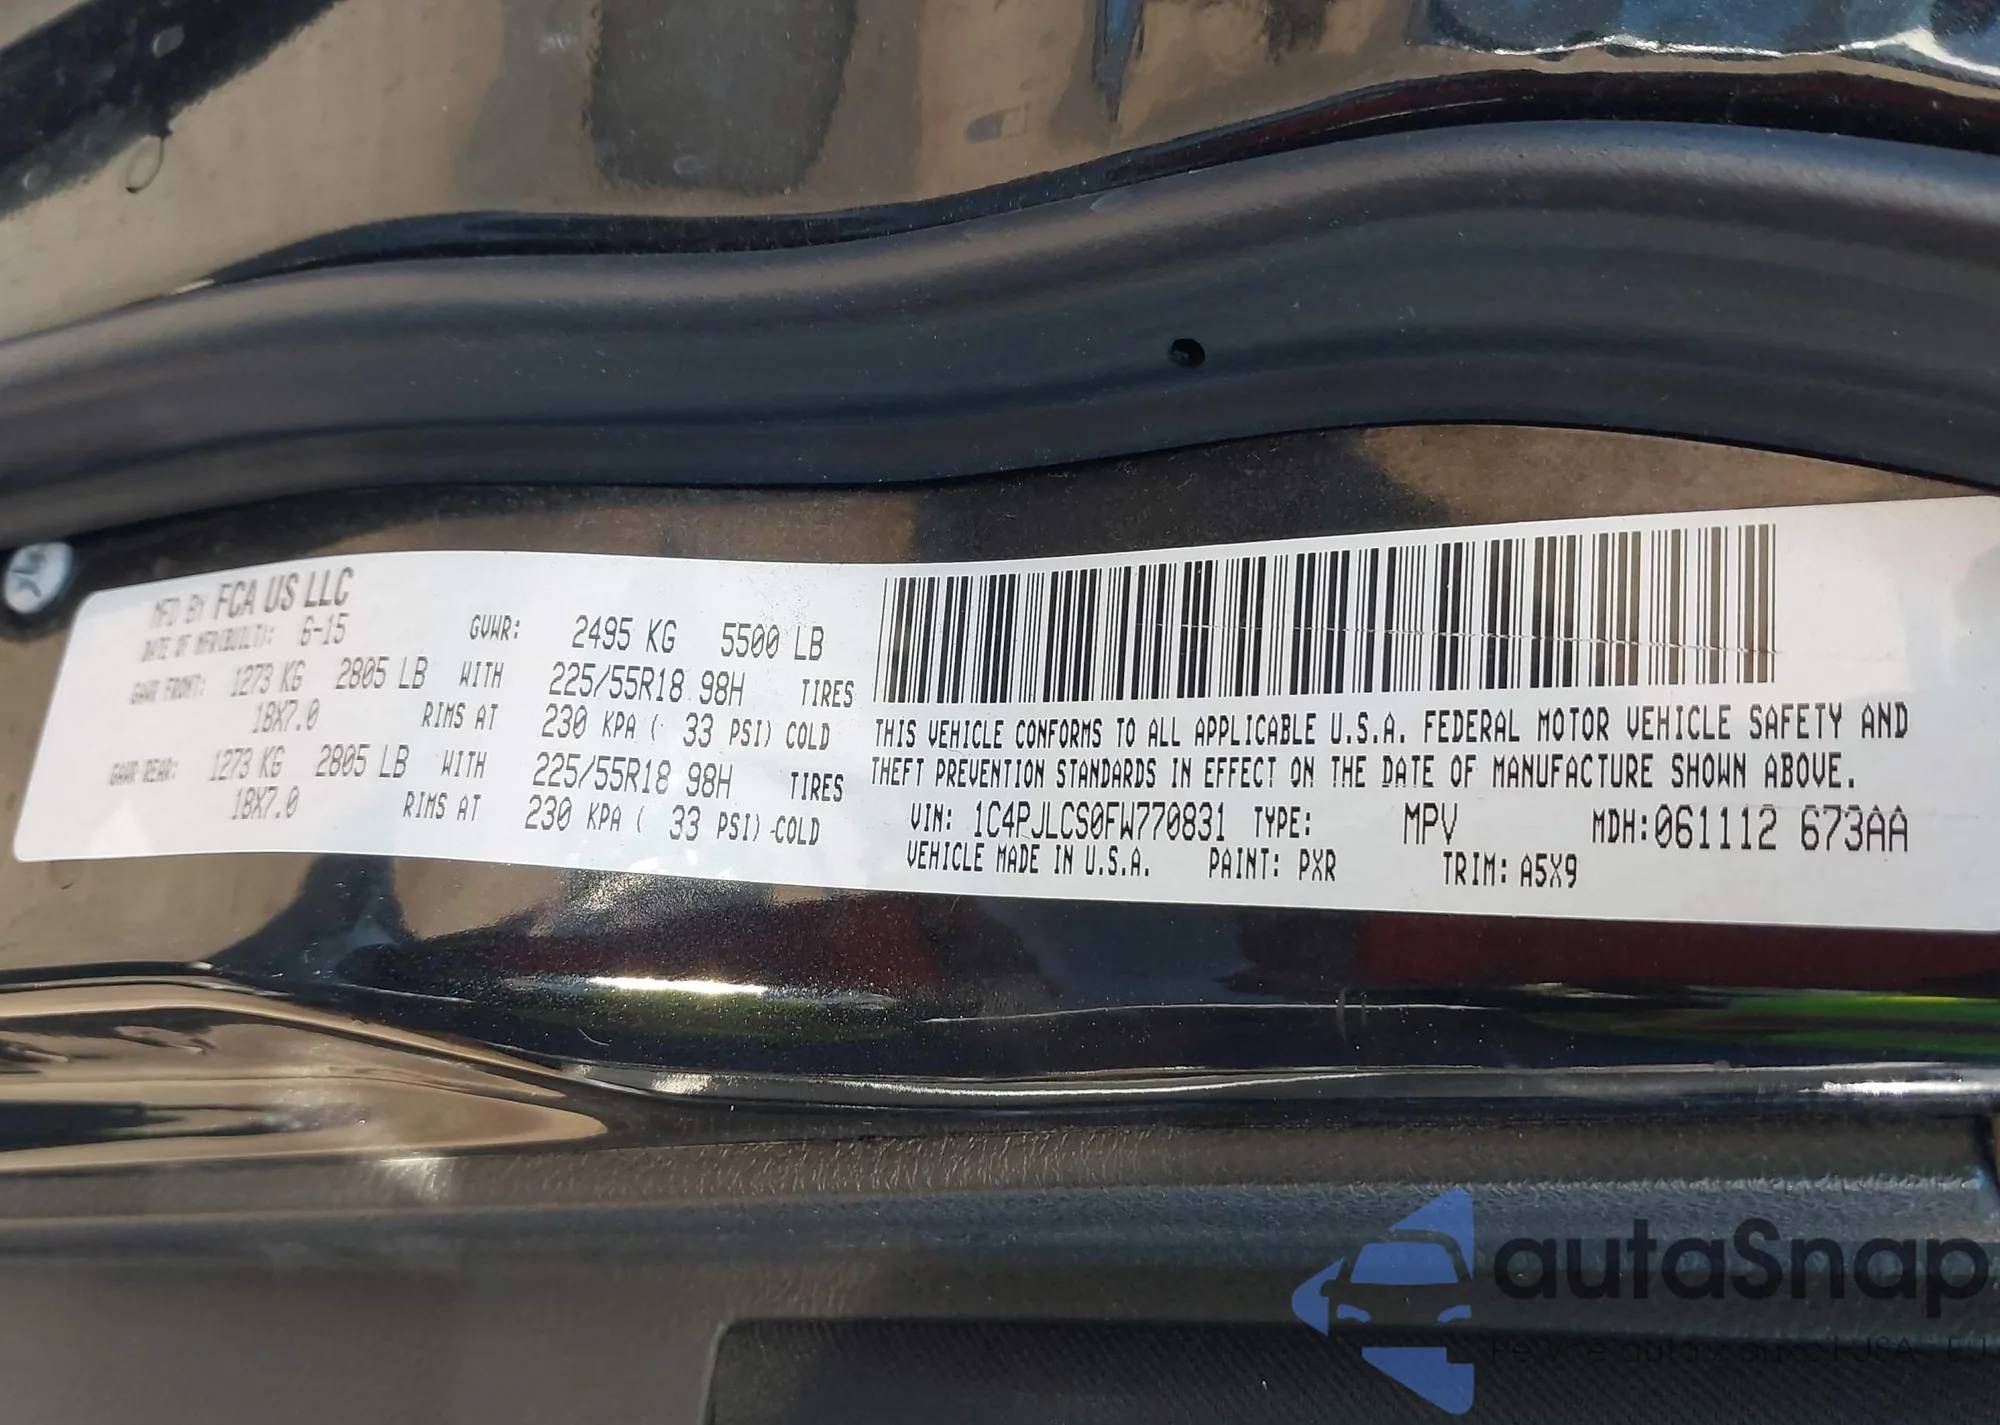 MFD BY FCA US LLC
DATE OF MFR(BUILT): 6-15 GVWR: 2495 KG 5500 LB
GAWR FRONT: 1273 KG 2805 LB WITH 225/55R18 98H TIRES
18X7.0 RIMS AT 230 KPA ( 33 PSI) COLD
GAWR REAR: 1273 KG 2805 LB WITH 225/55R18 98H TIRES
18X7.0 RIMS AT 230 KPA ( 33 PSI) COLD
THIS VEHICLE CONFORMS TO ALL APPLICABLE U.S.A. FEDERAL MOTOR VEHICLE SAFETY AND
THEFT PREVENTION STANDARDS IN EFFECT ON THE DATE OF MANUFACTURE SHOWN ABOVE.
VIN: 1C4PJLCS0FW770831 TYPE: MPV MDH:061112 673AA
VEHICLE MADE IN U.S.A. PAINT: PXR TRIM: A5X9
autaSnap